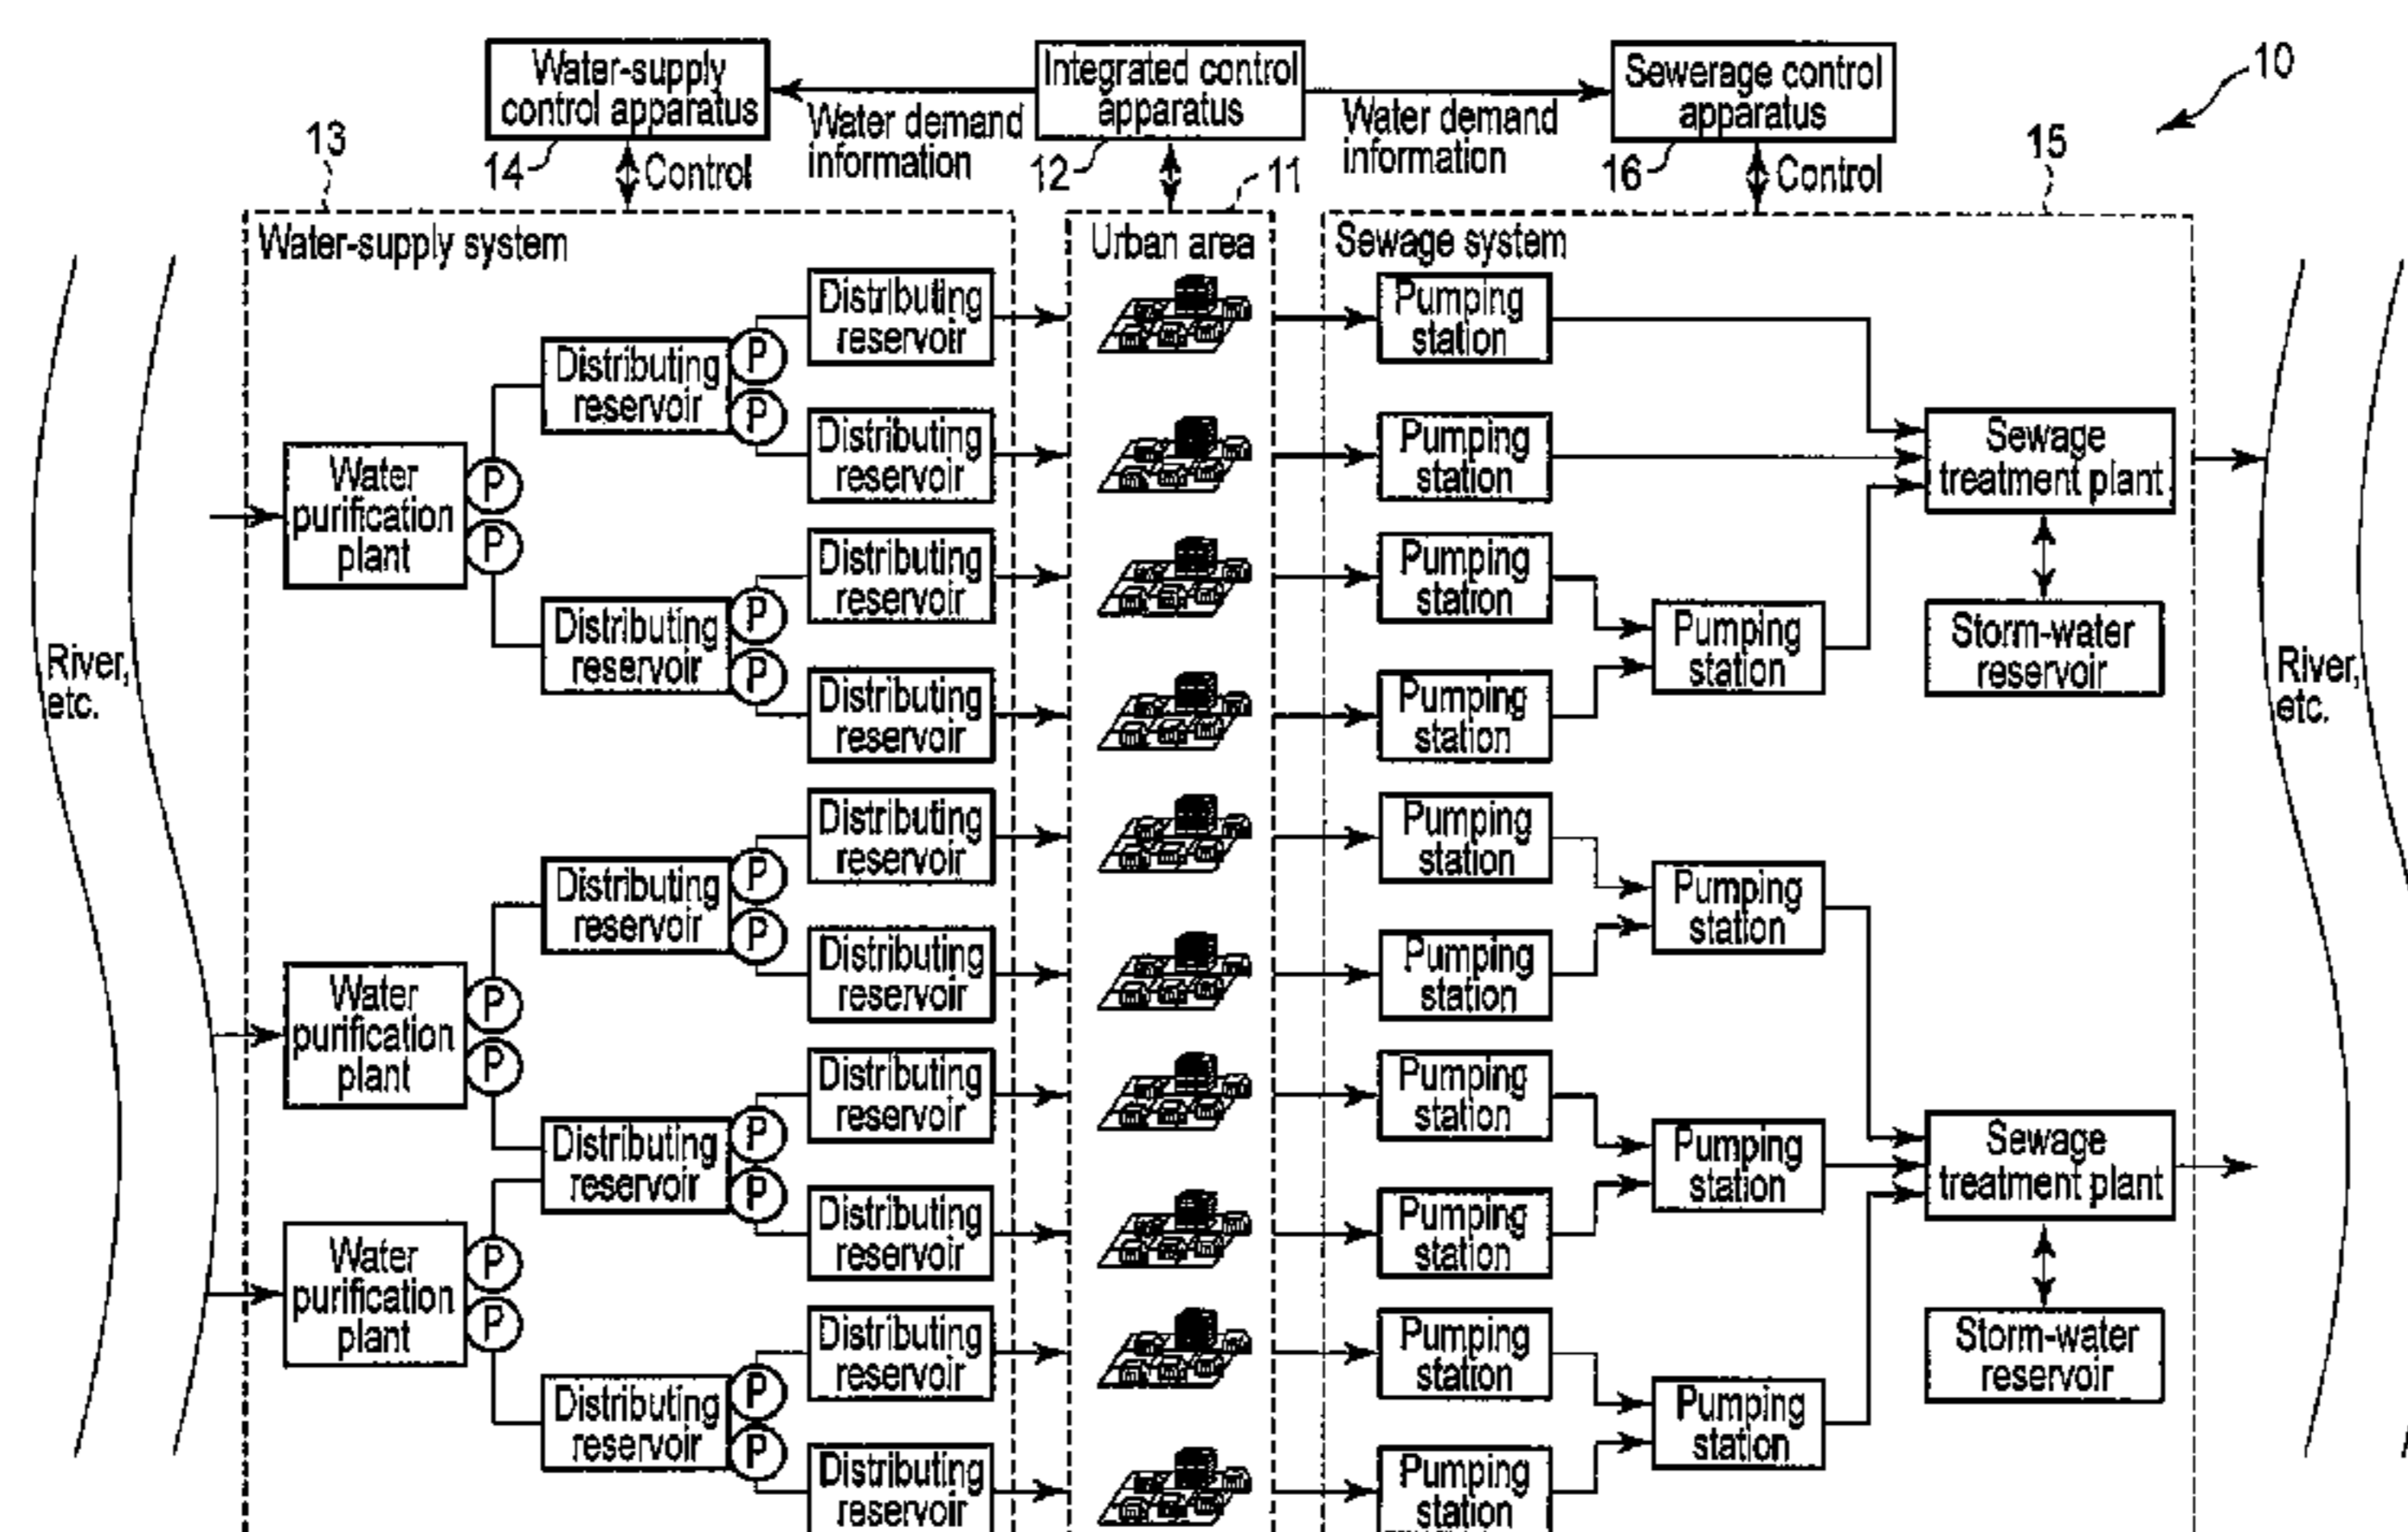 Water-supply
control apparatus
Integrated control
apparatus
Sewerage control
apparatus
10
Water demand
information
Water demand
information
13
14
Control
12
11
16
Control
15
Water-supply system
Urban area
Sewage system
Distributing
reservoir
Pumping
station
Distributing
reservoir
P
P
Distributing
reservoir
Pumping
station
Sewage
treatment plant
Water
purification
plant
P
P
Distributing
reservoir
Pumping
station
Distributing
reservoir
P
P
Pumping
station
Storm-water
reservoir
River,
etc.
River,
etc.
Distributing
reservoir
Pumping
station
Distributing
reservoir
Pumping
station
Distributing
reservoir
P
P
Pumping
station
Distributing
reservoir
Pumping
station
Water
purification
plant
P
P
Distributing
reservoir
Pumping
station
Distributing
reservoir
P
P
Pumping
station
Sewage
treatment plant
Distributing
reservoir
Pumping
station
Water
purification
plant
P
P
Distributing
reservoir
Pumping
station
Storm-water
reservoir
Distributing
reservoir
P
P
Pumping
station
Distributing
reservoir
Pumping
station